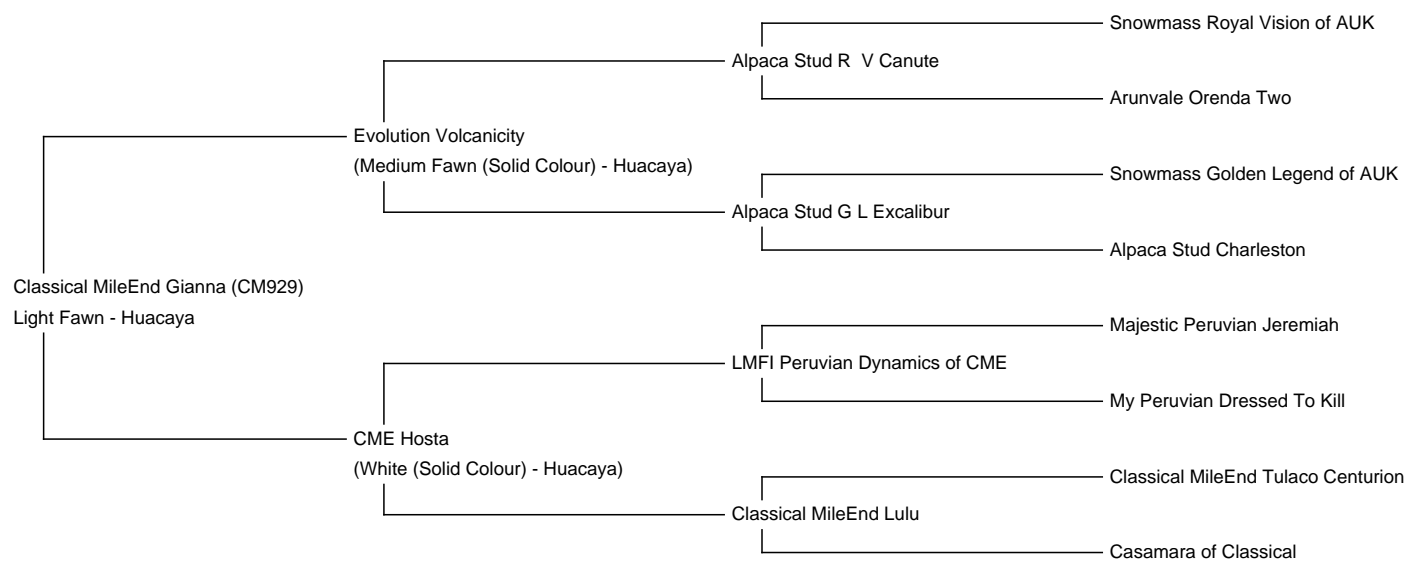 Snowmass Royal Vision of AUK
Alpaca Stud R  V Canute
Arunvale Orenda Two
Evolution Volcanicity
(Medium Fawn (Solid Colour) - Huacaya)
Snowmass Golden Legend of AUK
Alpaca Stud G L Excalibur
Alpaca Stud Charleston
Classical MileEnd Gianna (CM929)
Light Fawn - Huacaya
Majestic Peruvian Jeremiah
LMFI Peruvian Dynamics of CME
My Peruvian Dressed To Kill
CME Hosta
(White (Solid Colour) - Huacaya)
Classical MileEnd Tulaco Centurion
Classical MileEnd Lulu
Casamara of Classical